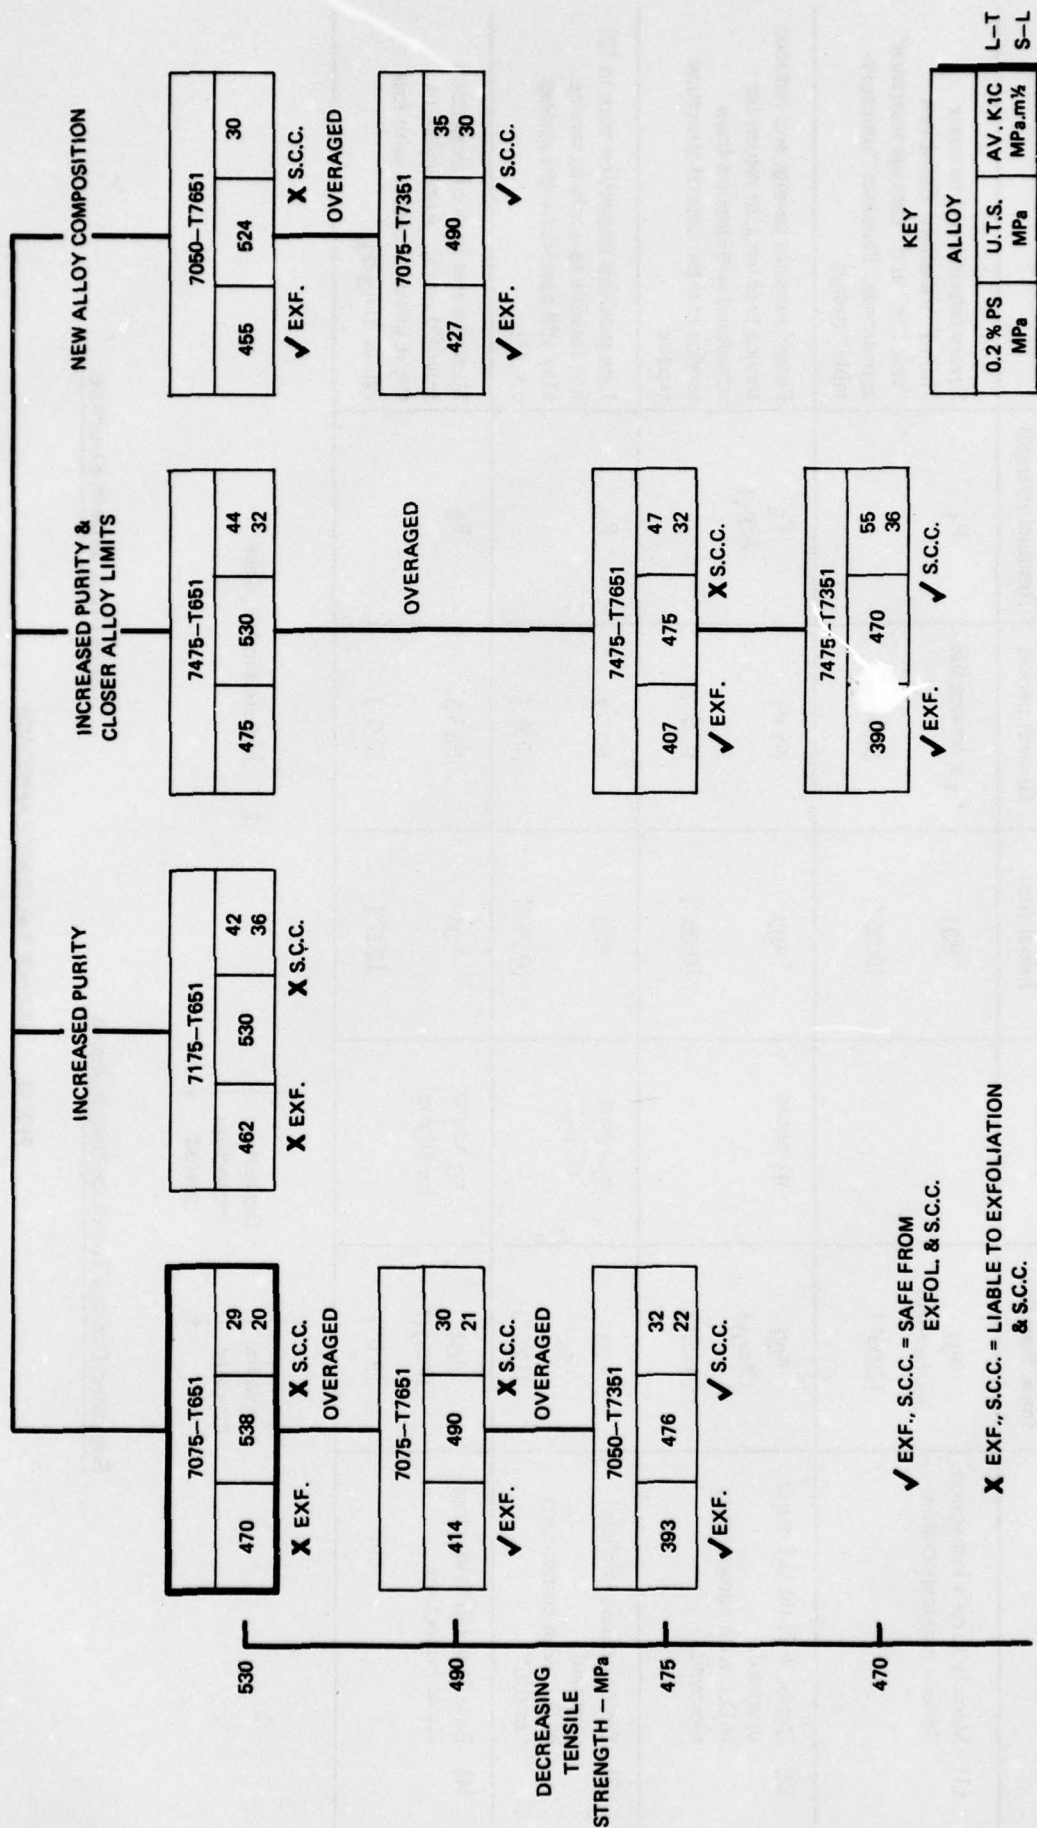 INCREASED PURITY
INCREASED PURITY &
CLOSER ALLOY LIMITS
NEW ALLOY COMPOSITION
7075–T651
470 538 29
20
X EXF. X S.C.C.
OVERAGED
7075–T7651
414 490 30
21
✓ EXF. X S.C.C.
OVERAGED
7050–T7351
393 476 32
22
✓ EXF. ✓ S.C.C.
7175–T651
462 530 42
36
X EXF. X S.C.C.
7475–T651
475 530 44
32
OVERAGED
7475–T7651
407 475 47
32
✓ EXF. X S.C.C.
7475–T7351
390 470 55
36
✓ EXF. ✓ S.C.C.
7050–T7651
455 524 30
✓ EXF. X S.C.C.
OVERAGED
7075–T7351
427 490 35
30
✓ EXF. ✓ S.C.C.
530
490
475
470
DECREASING
TENSILE
STRENGTH – MPa
✓ EXF., S.C.C. = SAFE FROM
EXFOL. & S.C.C.
X EXF., S.C.C. = LIABLE TO EXFOLIATION
& S.C.C.
KEY
ALLOY
0.2 % PS U.T.S. AV. K1C L–T
MPa MPa MPa.m½ S–L